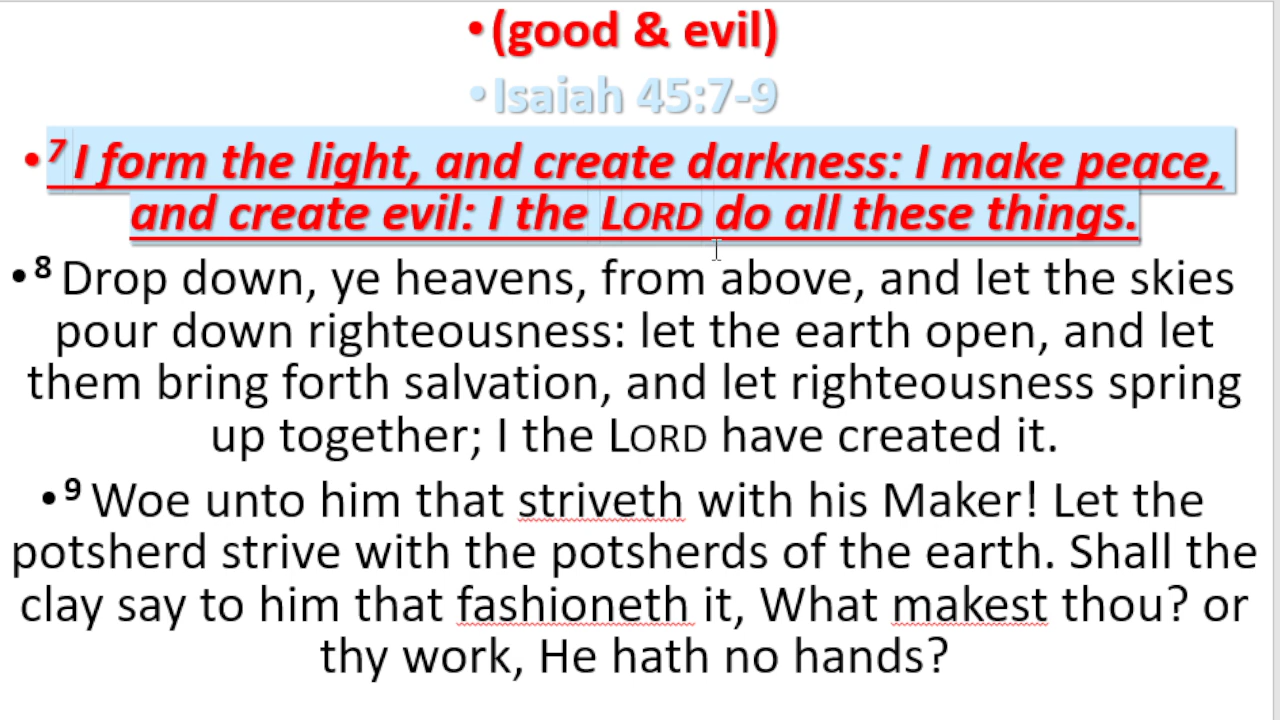 •(good & evil)
•Isaiah 45:7-9
•7 I form the light, and create darkness: I make peace,
and create evil: I the LORD do all these things.
•8 Drop down, ye heavens, from above, and let the skies
pour down righteousness: let the earth open, and let
them bring forth salvation, and let righteousness spring
up together; I the LORD have created it.
•9 Woe unto him that striveth with his Maker! Let the
potsherd strive with the potsherds of the earth. Shall the
clay say to him that fashioneth it, What makest thou? or
thy work, He hath no hands?